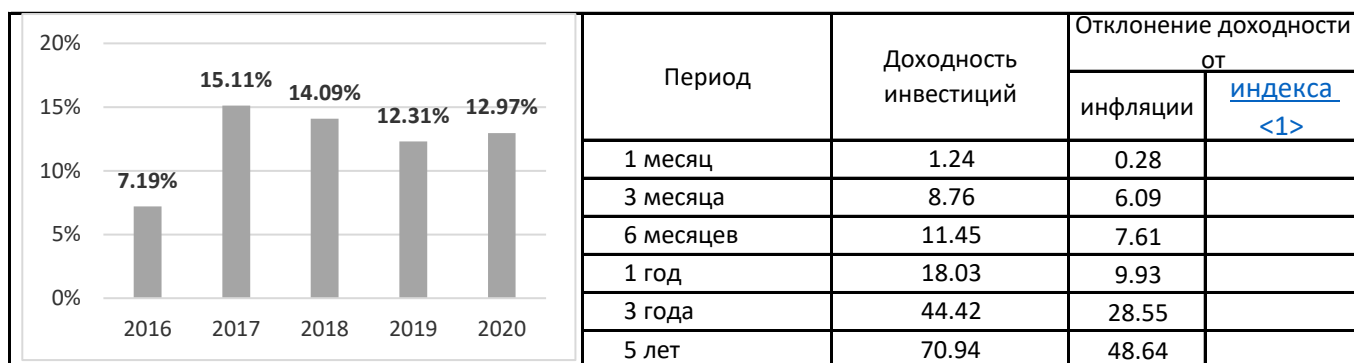 20%
15%
10%
5%
0%
7.19%
15.11%
14.09%
12.31%
12.97%
2016 2017 2018 2019 2020
Период
Доходность
инвестиций
Отклонение доходности
от
инфляции
индекса
<1>
1 месяц 1.24 0.28
3 месяца 8.76 6.09
6 месяцев 11.45 7.61
1 год 18.03 9.93
3 года 44.42 28.55
5 лет 70.94 48.64